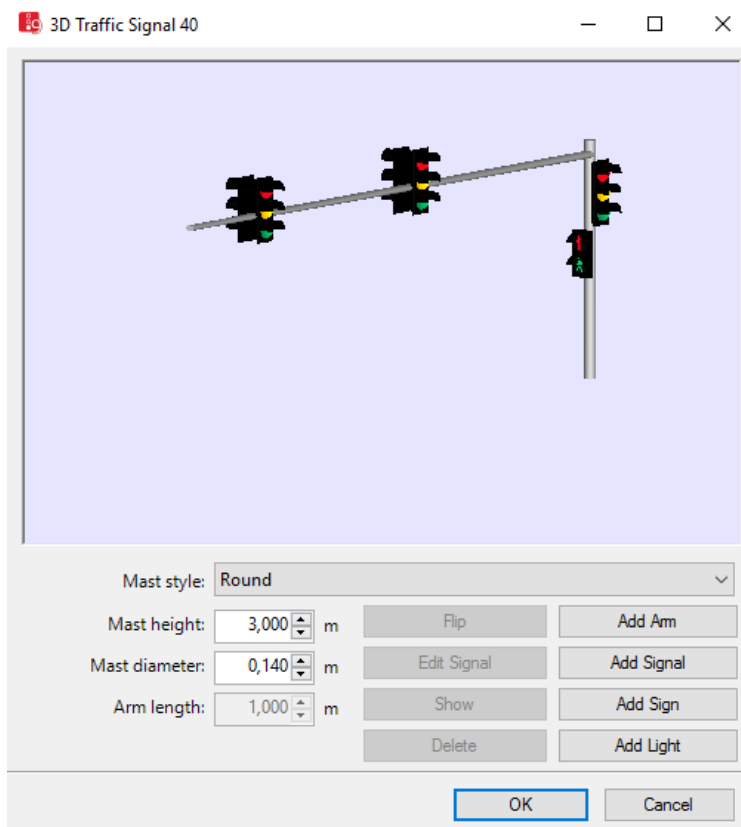 3D Traffic Signal 40
Mast style: Round
Mast height: 3,000 m Flip Add Arm
Mast diameter: 0,140 m Edit Signal Add Signal
Arm length: 1,000 m Show Add Sign
Delete Add Light
OK Cancel